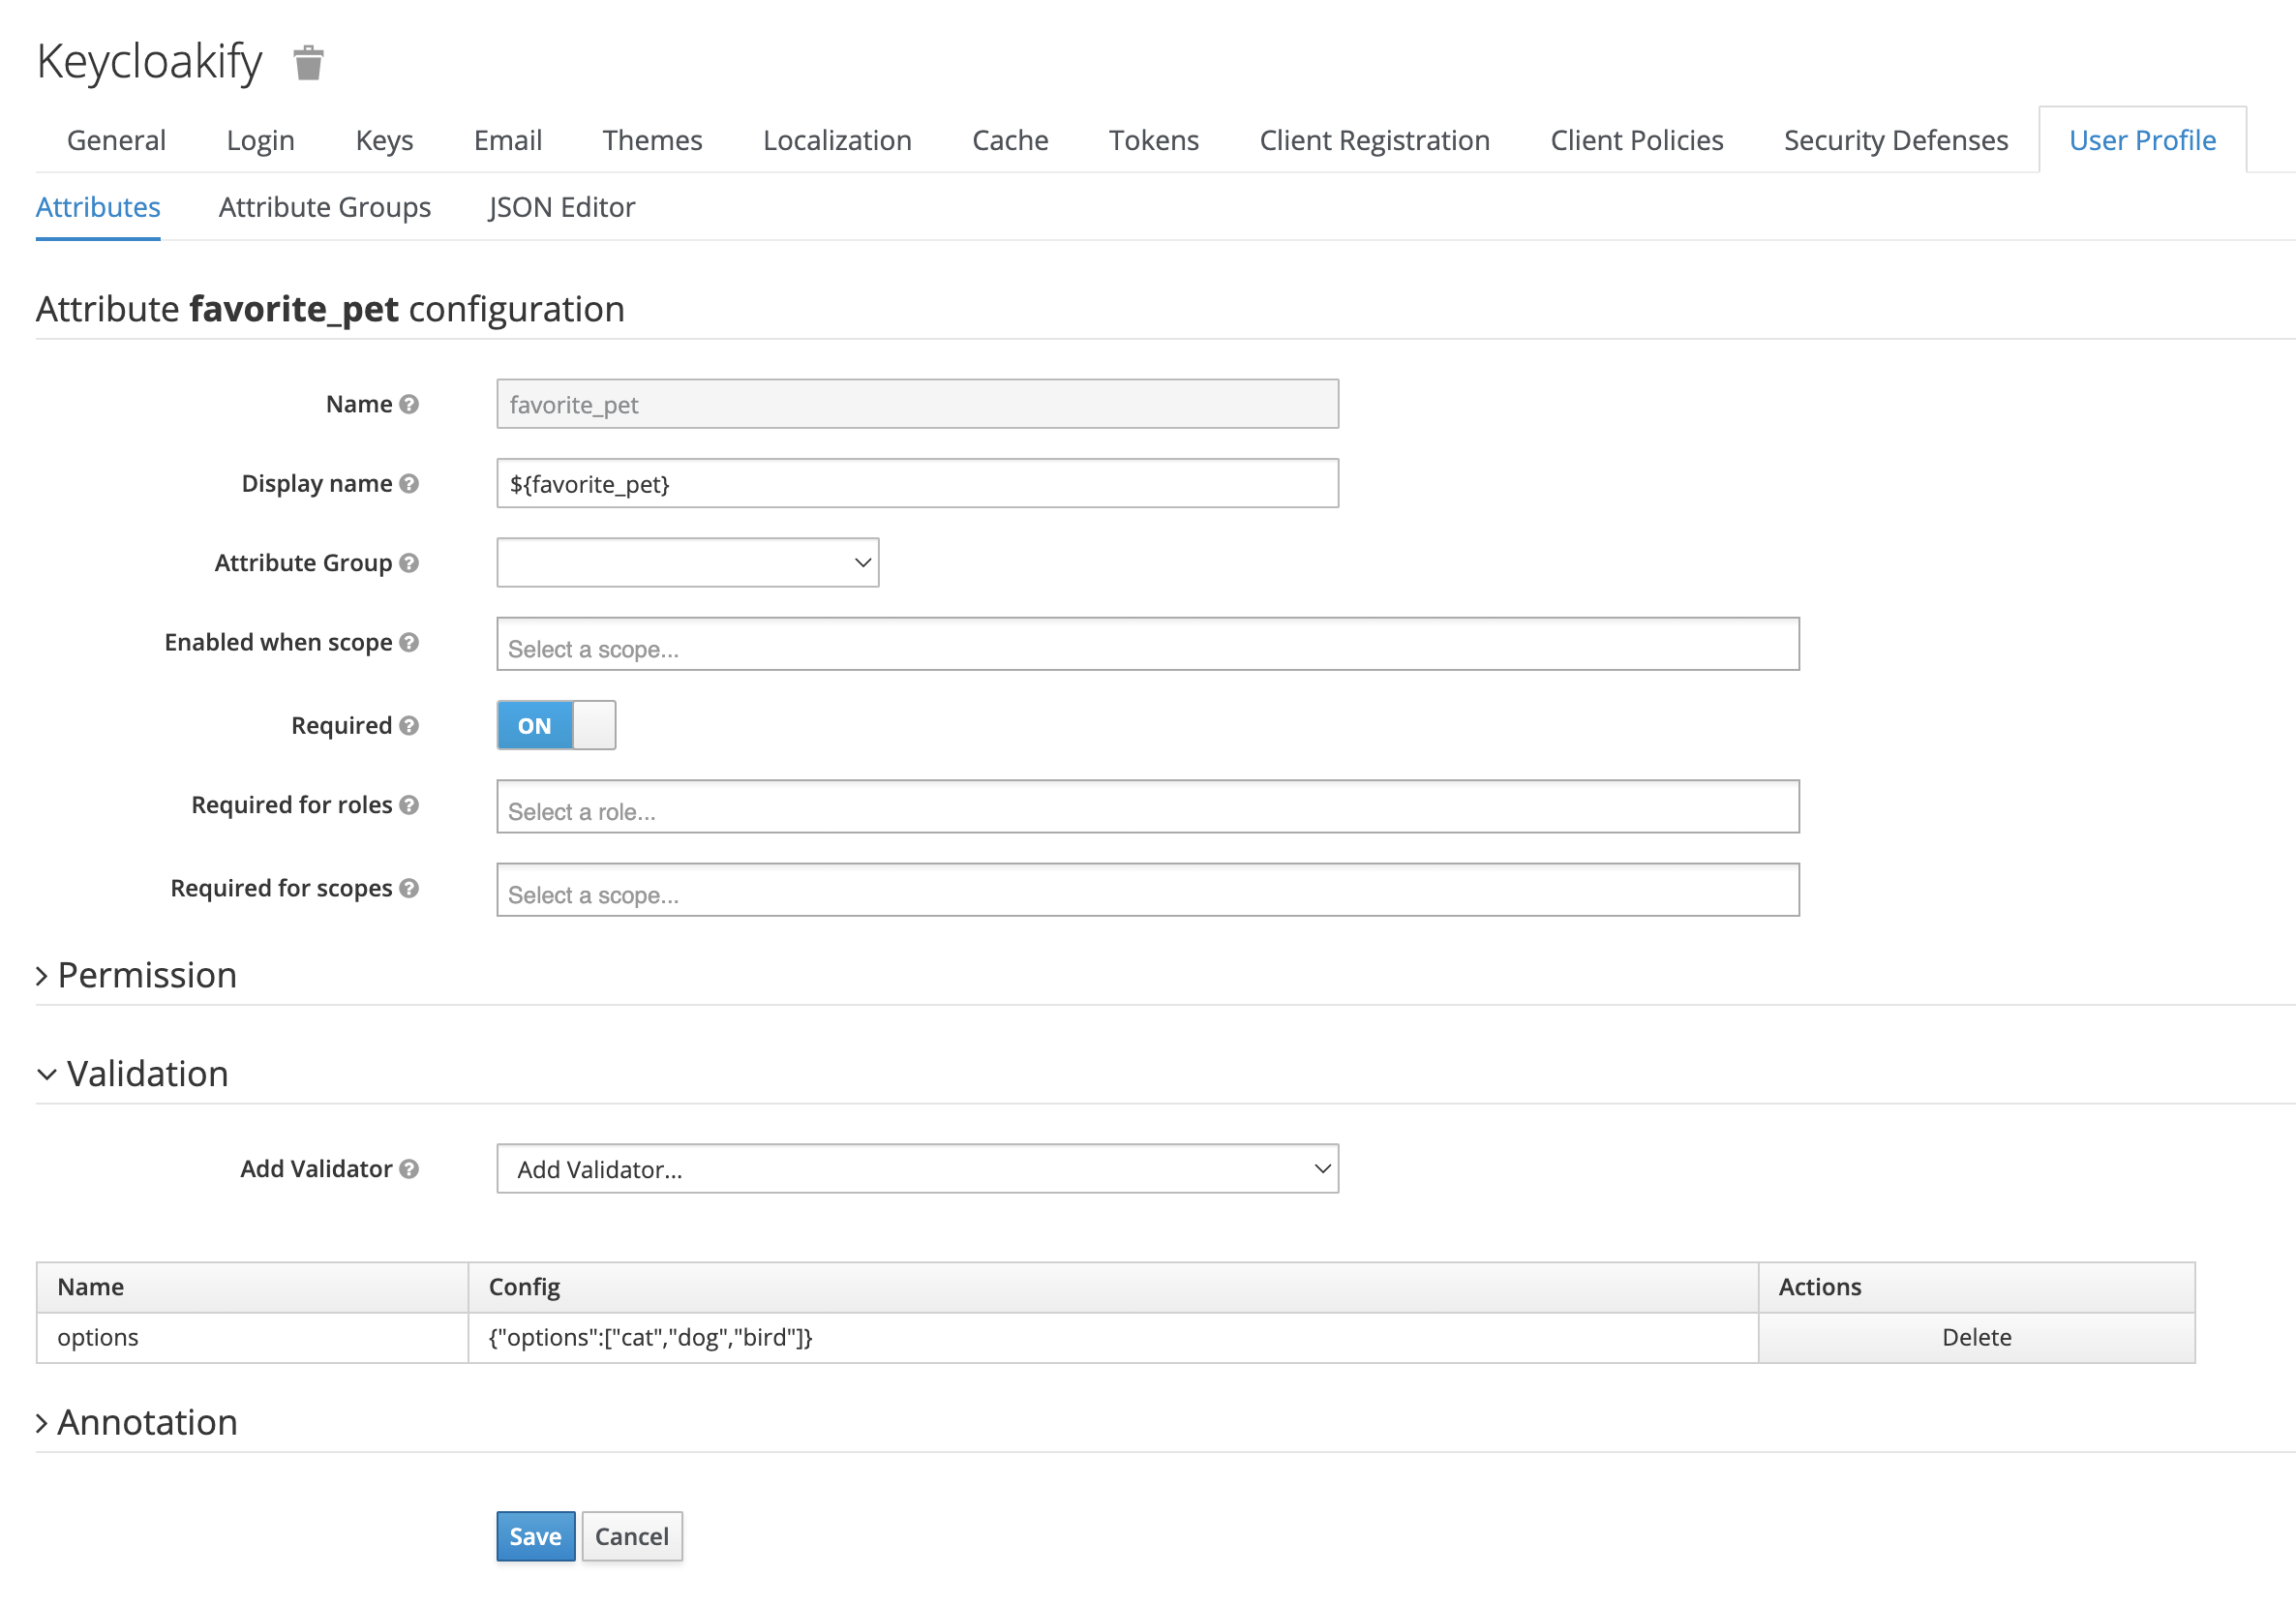 Keycloakify
General Login Keys Email Themes Localization Cache Tokens Client Registration Client Policies Security Defenses User Profile
Attributes Attribute Groups JSON Editor
Attribute favorite_pet configuration
Name favorite_pet
Display name ${favorite_pet}
Attribute Group
Enabled when scope Select a scope...
Required ON
Required for roles Select a role...
Required for scopes Select a scope...
Permission
Validation
Add Validator Add Validator...
Name Config Actions
options {"options":["cat","dog","bird"]} Delete
Annotation
Save Cancel